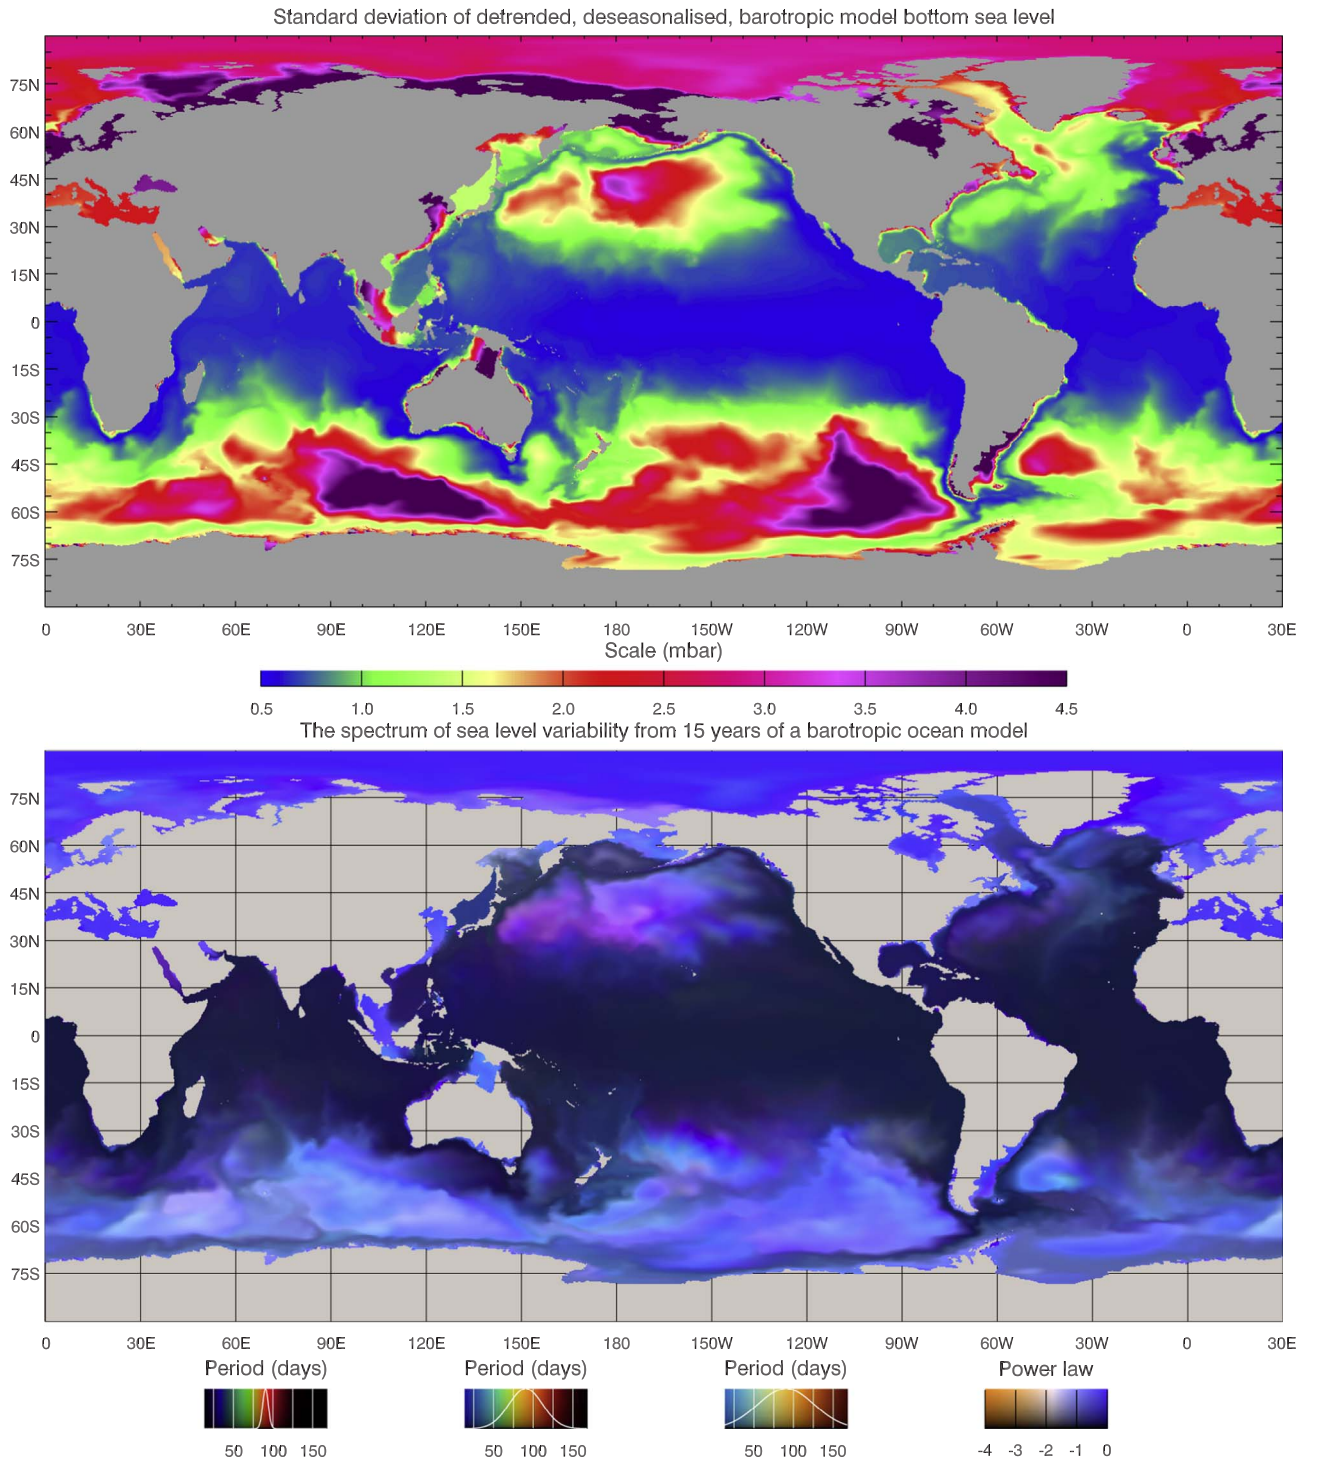 Standard deviation of detrended, deseasonalised, barotropic model bottom sea level
75N
60N
45N
30N
15N
0
15S
30S
45S
60S
75S
0 30E 60E 90E 120E 150E 180 150W 120W 90W 60W 30W 0 30E
Scale (mbar)
0.5 1.0 1.5 2.0 2.5 3.0 3.5 4.0 4.5
The spectrum of sea level variability from 15 years of a barotropic ocean model
75N
60N
45N
30N
15N
0
15S
30S
45S
60S
75S
0 30E 60E 90E 120E 150E 180 150W 120W 90W 60W 30W 0 30E
Period (days) Period (days) Period (days) Power law
50 100 150 50 100 150 50 100 150 -4 -3 -2 -1 0